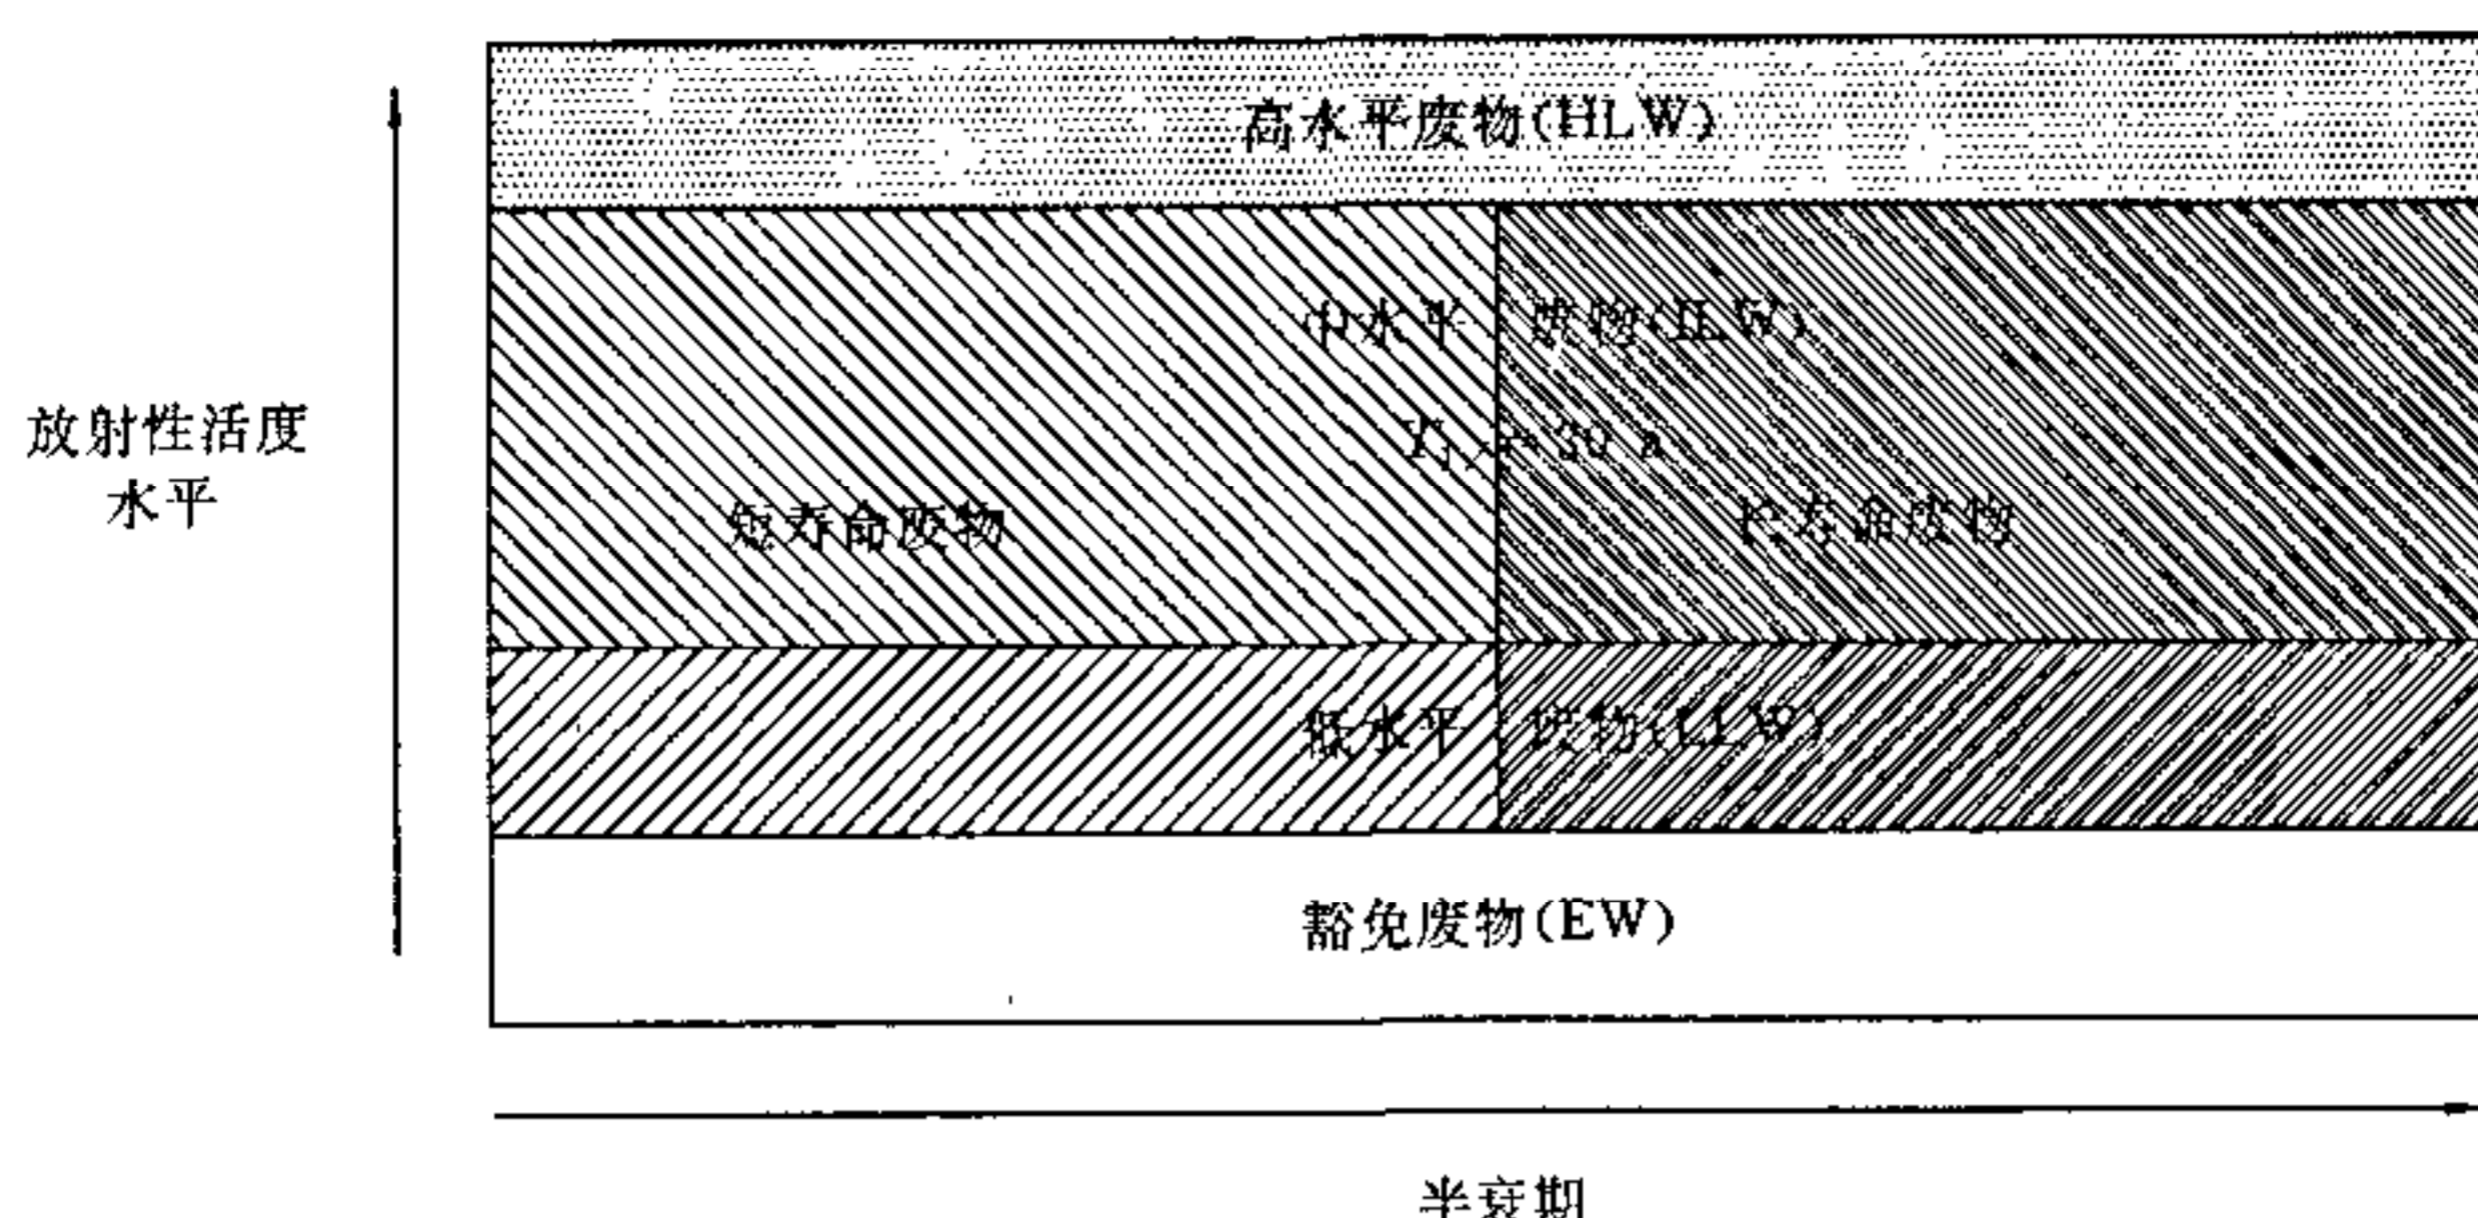 高水平废物(HLW)
中水平废物(ILW)
放射性活度
水平
短寿命废物
长寿命废物
低水平废物(LLW)
豁免废物(EW)
半衰期